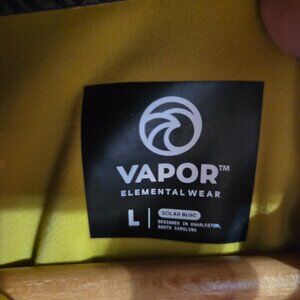 VAPOR™
ELEMENTAL WEAR
L
SOLAR BLOC
DESIGNED IN CHARLESTON,
SOUTH CAROLINA